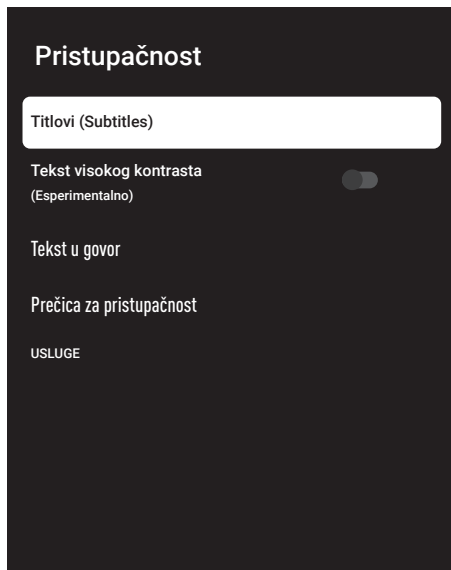 Pristupačnost
Titlovi (Subtitles)
Tekst visokog kontrasta
(Esperimentalno)
Tekst u govor
Prečica za pristupačnost
USLUGE